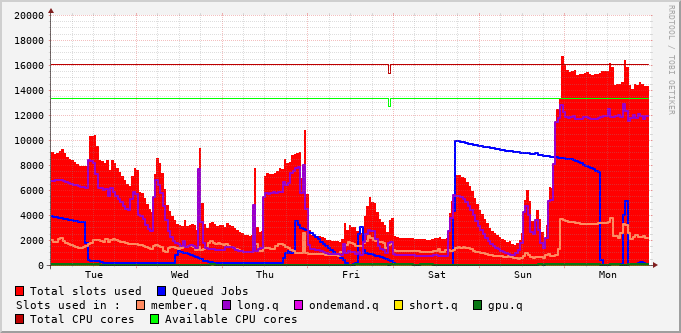 20000
18000
16000
14000
12000
10000
8000
6000
4000
2000
0
Tue Wed Thu Fri Sat Sun Mon
RRDTOOL / TOBI OETIKER
Total slots used Queued Jobs
Slots used in : member.q long.q ondemand.q short.q gpu.q
Total CPU cores Available CPU cores